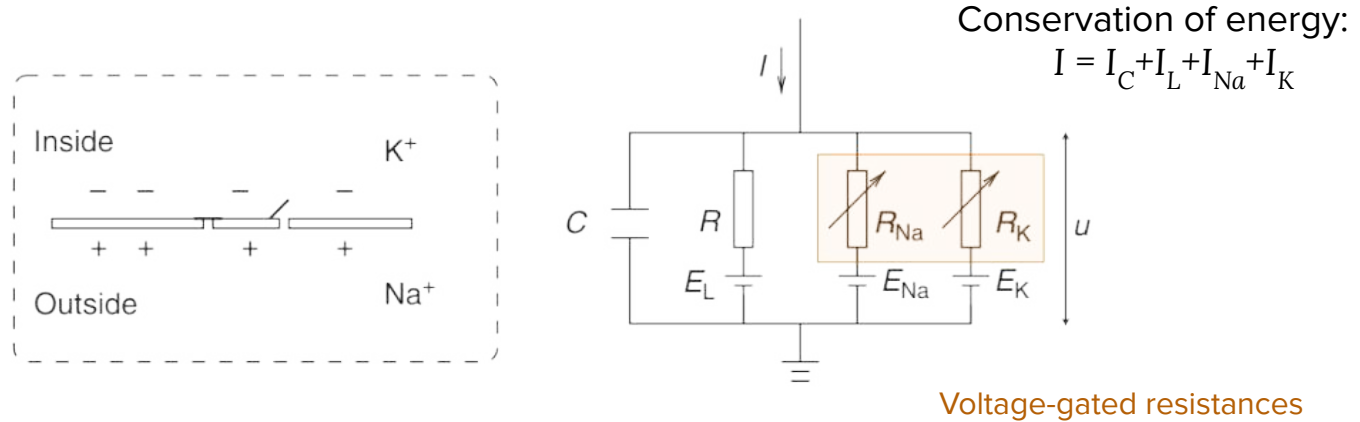 Conservation of energy:
I = I_C+I_L+I_Na+I_K
Inside
K⁺
− − − −
+ + + +
Outside
Na⁺
I
C
R
R_Na
R_K
u
E_L
E_Na
E_K
Voltage-gated resistances